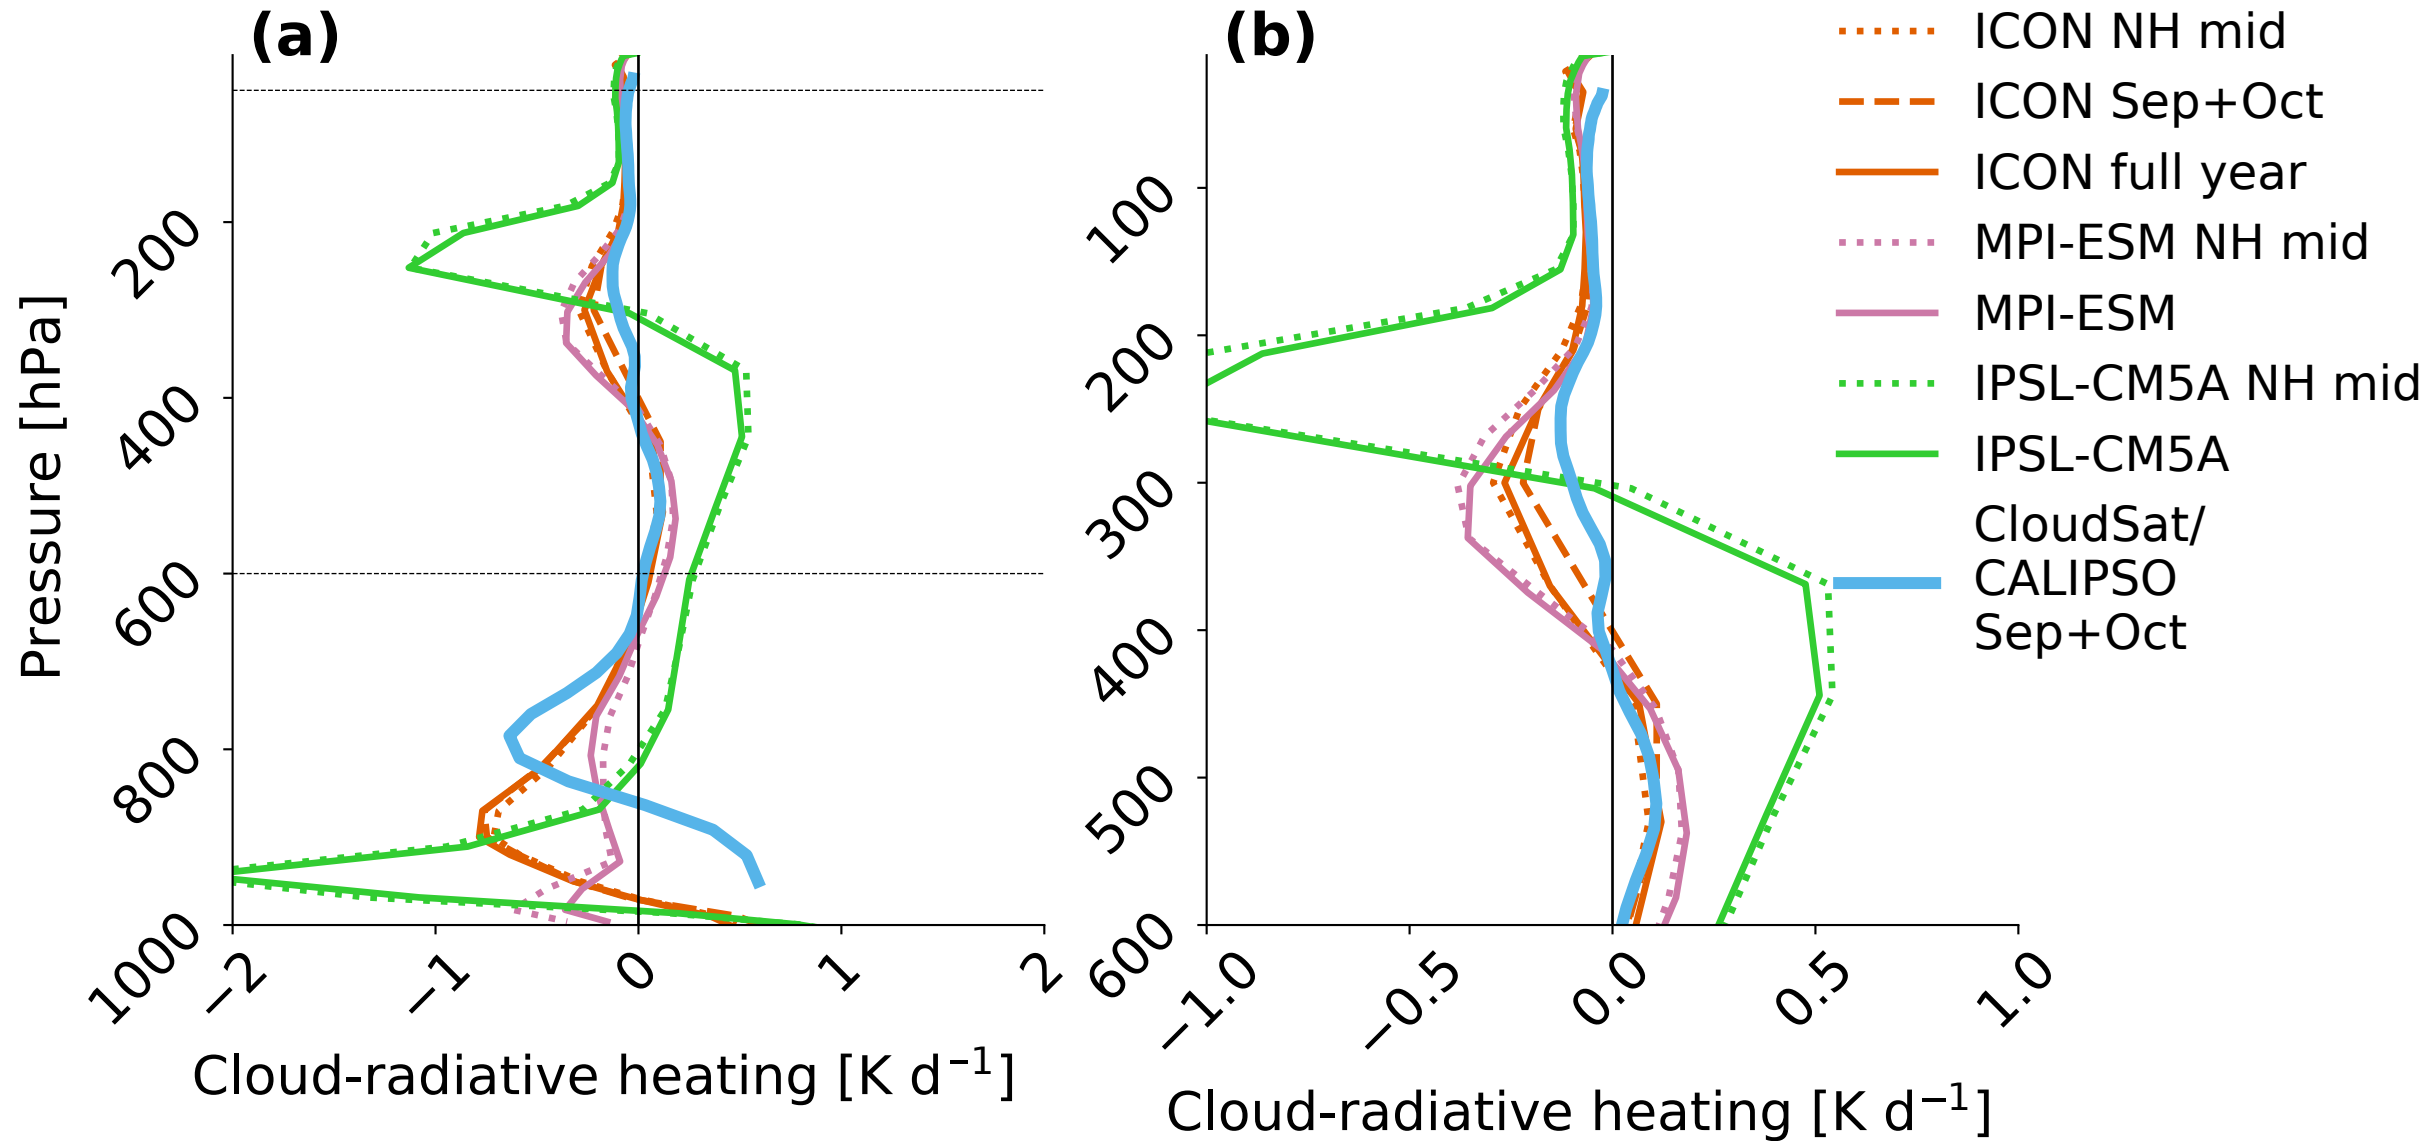 (a)
(b)
Pressure [hPa]
200
400
600
800
1000
−2
−1
0
1
2
Cloud-radiative heating [K d⁻¹]
100
200
300
400
500
600
−1.0
−0.5
0.0
0.5
1.0
Cloud-radiative heating [K d⁻¹]
ICON NH mid
ICON Sep+Oct
ICON full year
MPI-ESM NH mid
MPI-ESM
IPSL-CM5A NH mid
IPSL-CM5A
CloudSat/
CALIPSO
Sep+Oct